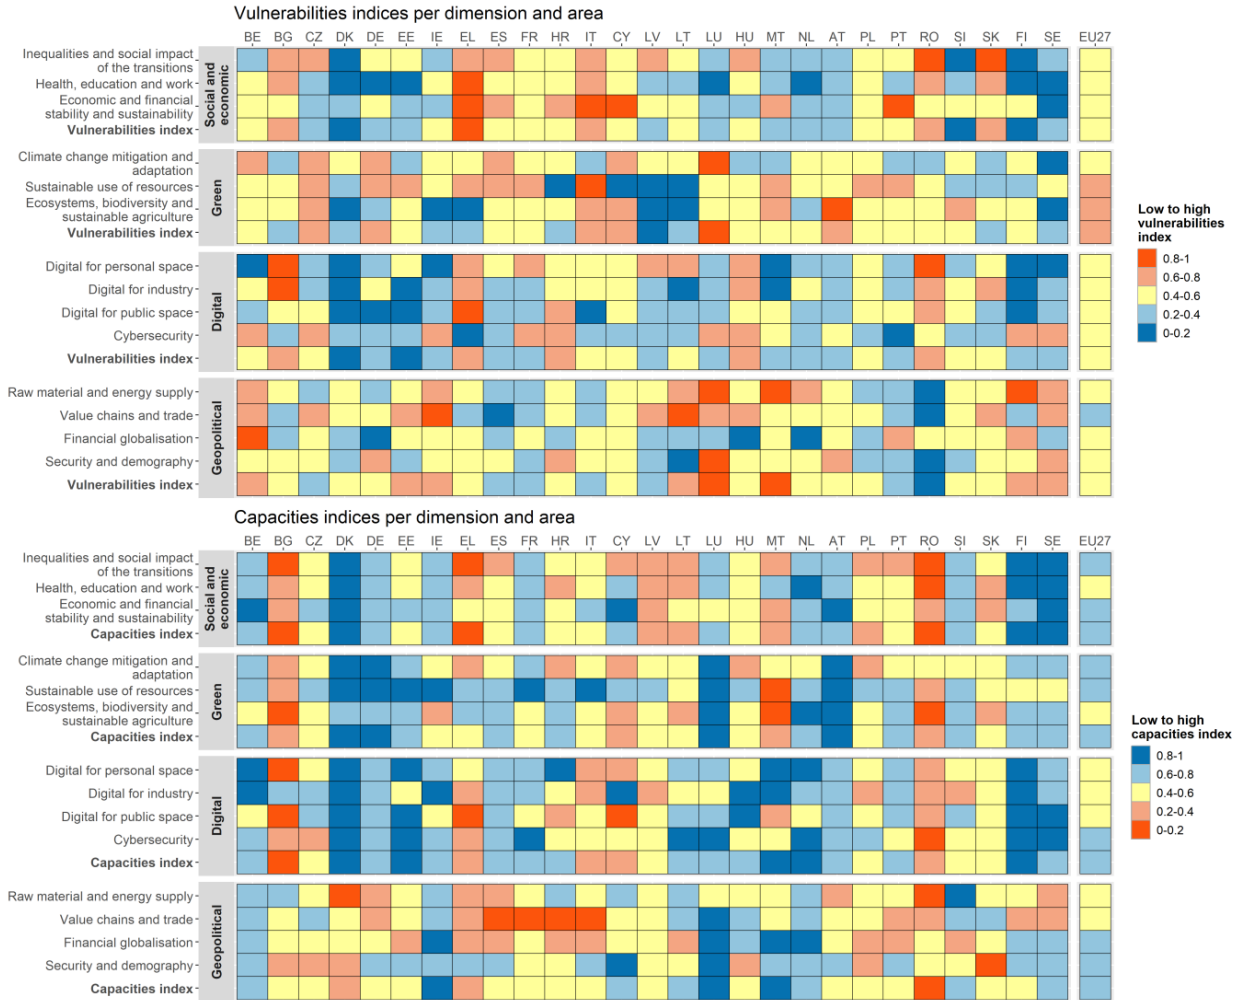 Vulnerabilities indices per dimension and area
BE BG CZ DK DE EE IE EL ES FR HR IT CY LV LT LU HU MT NL AT PL PT RO SI SK FI SE EU27
Social and
economic
Inequalities and social impact
of the transitions
Health, education and work
Economic and financial
stability and sustainability
Vulnerabilities index
Green
Climate change mitigation and
adaptation
Sustainable use of resources
Ecosystems, biodiversity and
sustainable agriculture
Vulnerabilities index
Digital
Digital for personal space
Digital for industry
Digital for public space
Cybersecurity
Vulnerabilities index
Geopolitical
Raw material and energy supply
Value chains and trade
Financial globalisation
Security and demography
Vulnerabilities index
Low to high
vulnerabilities
index
0.8-1
0.6-0.8
0.4-0.6
0.2-0.4
0-0.2
Capacities indices per dimension and area
BE BG CZ DK DE EE IE EL ES FR HR IT CY LV LT LU HU MT NL AT PL PT RO SI SK FI SE EU27
Social and
economic
Inequalities and social impact
of the transitions
Health, education and work
Economic and financial
stability and sustainability
Capacities index
Green
Climate change mitigation and
adaptation
Sustainable use of resources
Ecosystems, biodiversity and
sustainable agriculture
Capacities index
Digital
Digital for personal space
Digital for industry
Digital for public space
Cybersecurity
Capacities index
Geopolitical
Raw material and energy supply
Value chains and trade
Financial globalisation
Security and demography
Capacities index
Low to high
capacities index
0.8-1
0.6-0.8
0.4-0.6
0.2-0.4
0-0.2